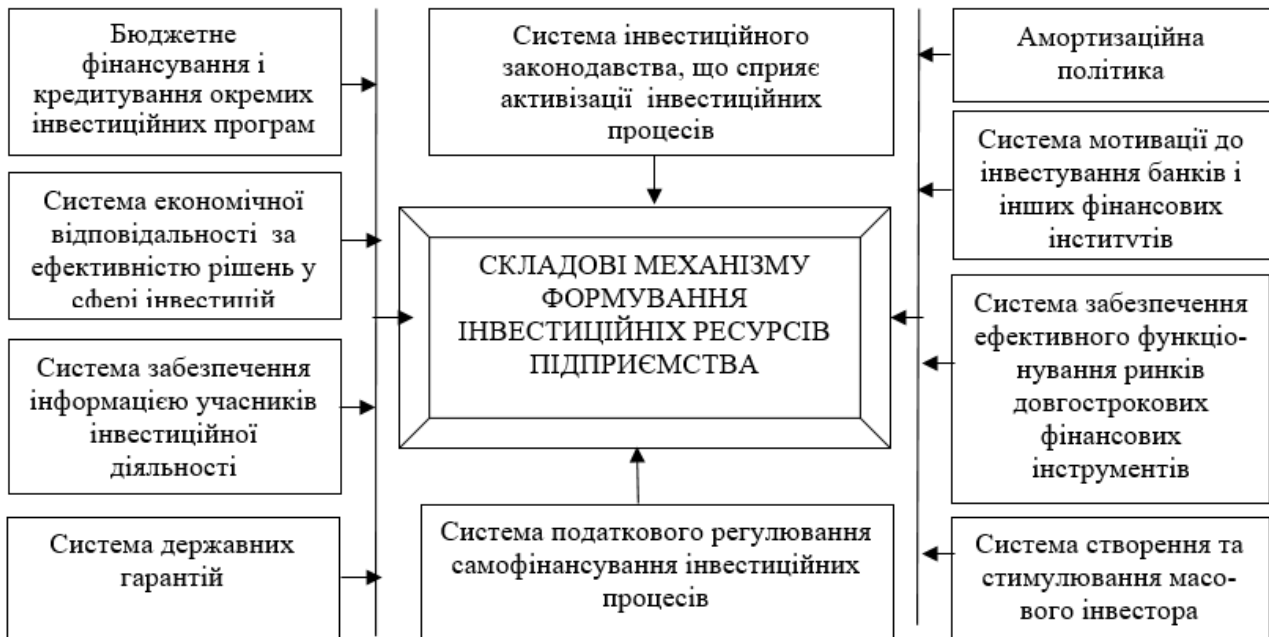 Бюджетне
фінансування і
кредитування окремих
інвестиційних програм
Система економічної
відповідальності за
ефективністю рішень у
сфері інвестицій
Система забезпечення
інформацією учасників
інвестиційної
діяльності
Система державних
гарантій
Система інвестиційного
законодавства, що сприяє
активізації інвестиційних
процесів
СКЛАДОВІ МЕХАНІЗМУ
ФОРМУВАННЯ
ІНВЕСТИЦІЙНІХ РЕСУРСІВ
ПІДПРИЄМСТВА
Система податкового регулювання
самофінансування інвестиційних
процесів
Амортизаційна
політика
Система мотивації до
інвестування банків і
інших фінансових
інститутів
Система забезпечення
ефективного функціо-
нування ринків
довгострокових
фінансових
інструментів
Система створення та
стимулювання масо-
вого інвестора